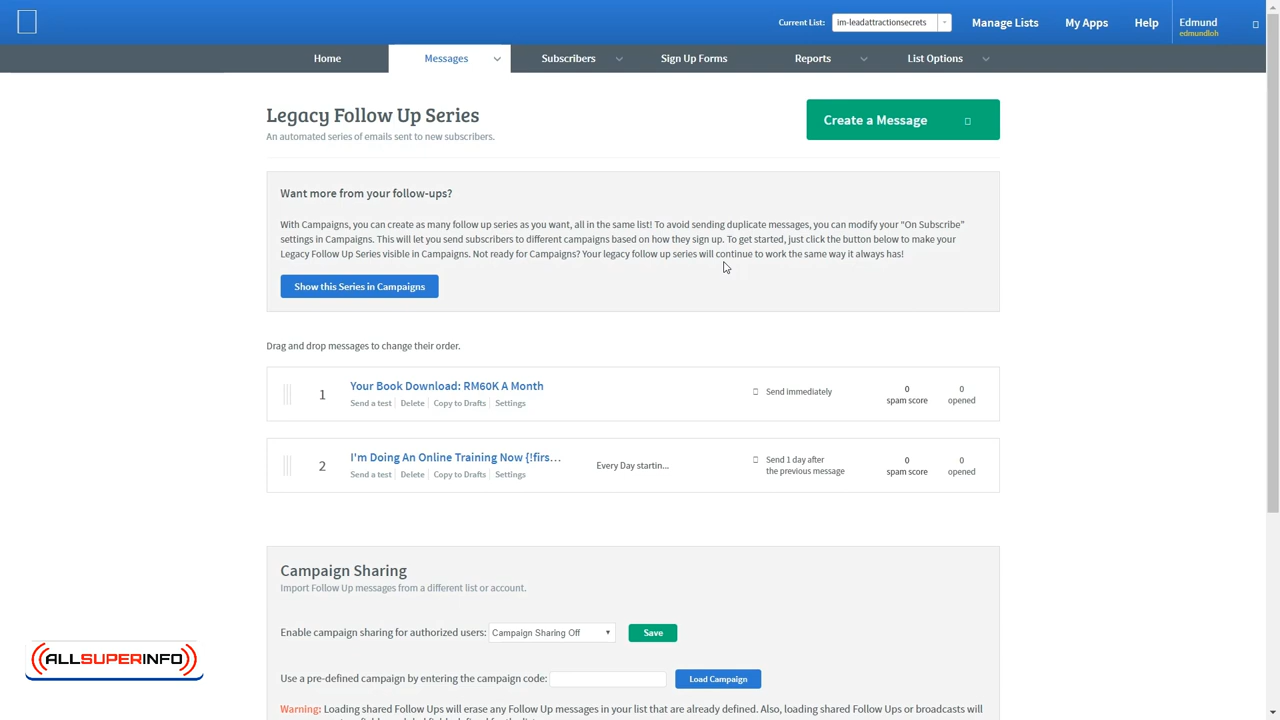 Current List: im-leadattractionsecrets Manage Lists My Apps Help Edmund
edmundloh
Home Messages Subscribers Sign Up Forms Reports List Options
Legacy Follow Up Series
An automated series of emails sent to new subscribers.
Create a Message
Want more from your follow-ups?
With Campaigns, you can create as many follow up series as you want, all in the same list! To avoid sending duplicate messages, you can modify your "On Subscribe"
settings in Campaigns. This will let you send subscribers to different campaigns based on how they sign up. To get started, just click the button below to make your
Legacy Follow Up Series visible in Campaigns. Not ready for Campaigns? Your legacy follow up series will continue to work the same way it always has!
Show this Series in Campaigns
Drag and drop messages to change their order.
1 Your Book Download: RM60K A Month
Send a test Delete Copy to Drafts Settings
Send immediately
0 spam score
0 opened
2 I'm Doing An Online Training Now {!firs...
Send a test Delete Copy to Drafts Settings
Every Day startin...
Send 1 day after
the previous message
0 spam score
0 opened
Campaign Sharing
Import Follow Up messages from a different list or account.
Enable campaign sharing for authorized users: Campaign Sharing Off Save
Use a pre-defined campaign by entering the campaign code: Load Campaign
Warning: Loading shared Follow Ups will erase any Follow Up messages in your list that are already defined. Also, loading shared Follow Ups or broadcasts will
ALLSUPERINFO